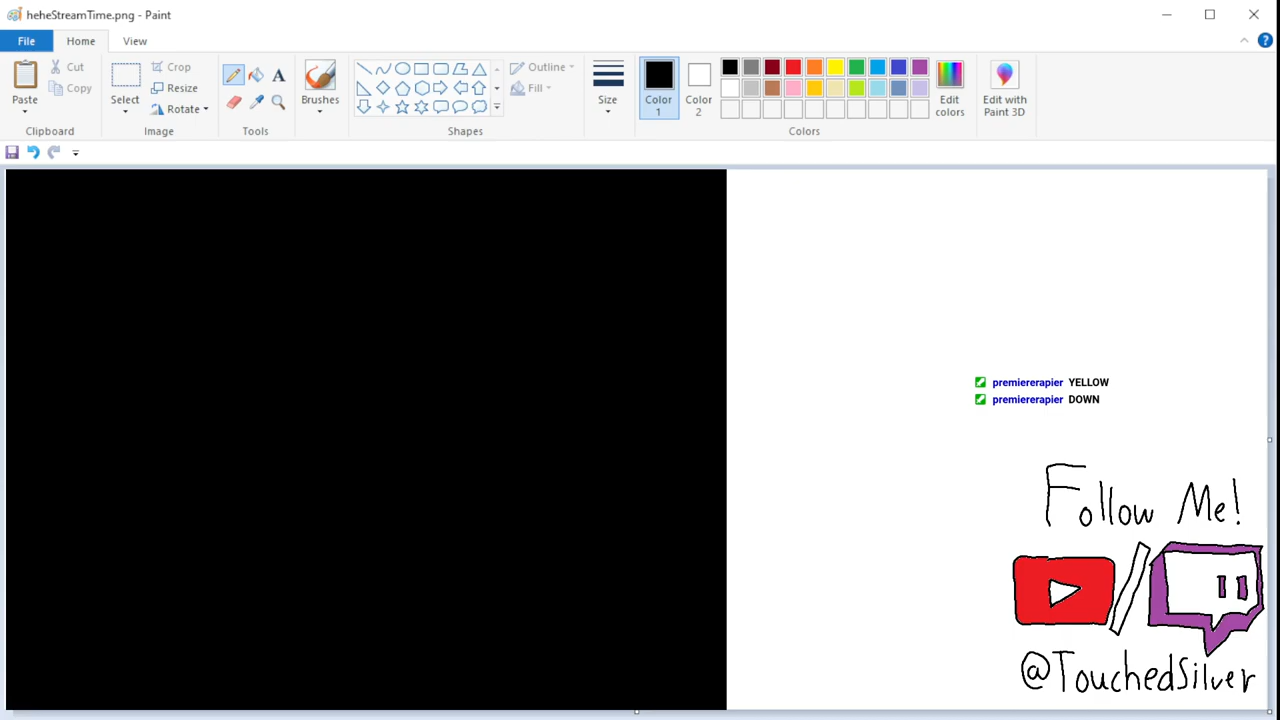 heheStreamTime.png - Paint
File Home View
Paste
Cut
Copy
Clipboard
Select
Crop
Resize
Rotate
Image
Tools
Brushes
Shapes
Outline
Fill
Size
Color 1
Color 2
Colors
Edit colors
Edit with Paint 3D
premiererapier YELLOW
premiererapier DOWN
Follow Me!
@TouchedSilver